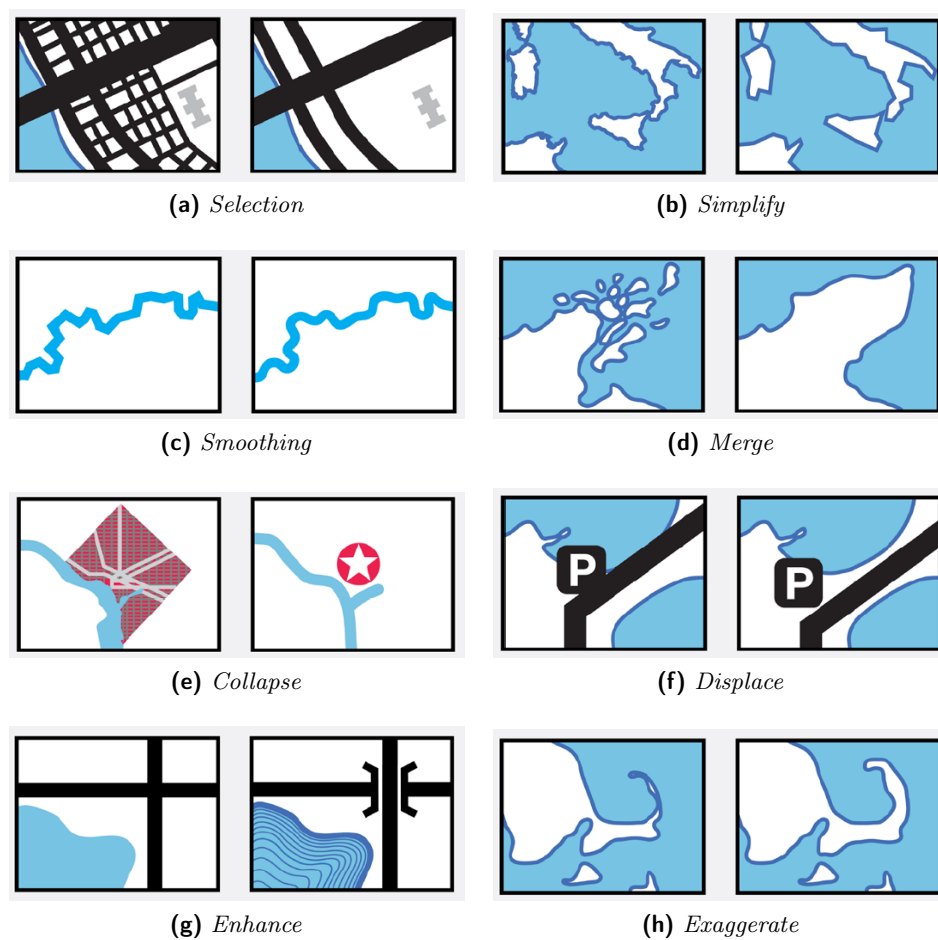 (a) Selection
(b) Simplify
(c) Smoothing
(d) Merge
P
P
(e) Collapse
(f) Displace
(g) Enhance
(h) Exaggerate